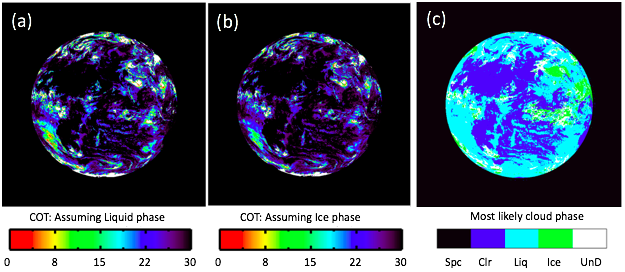 (a) (b) (c)
COT: Assuming Liquid phase COT: Assuming Ice phase Most likely cloud phase
0 8 15 22 30 0 8 15 22 30 Spc Clr Liq Ice UnD